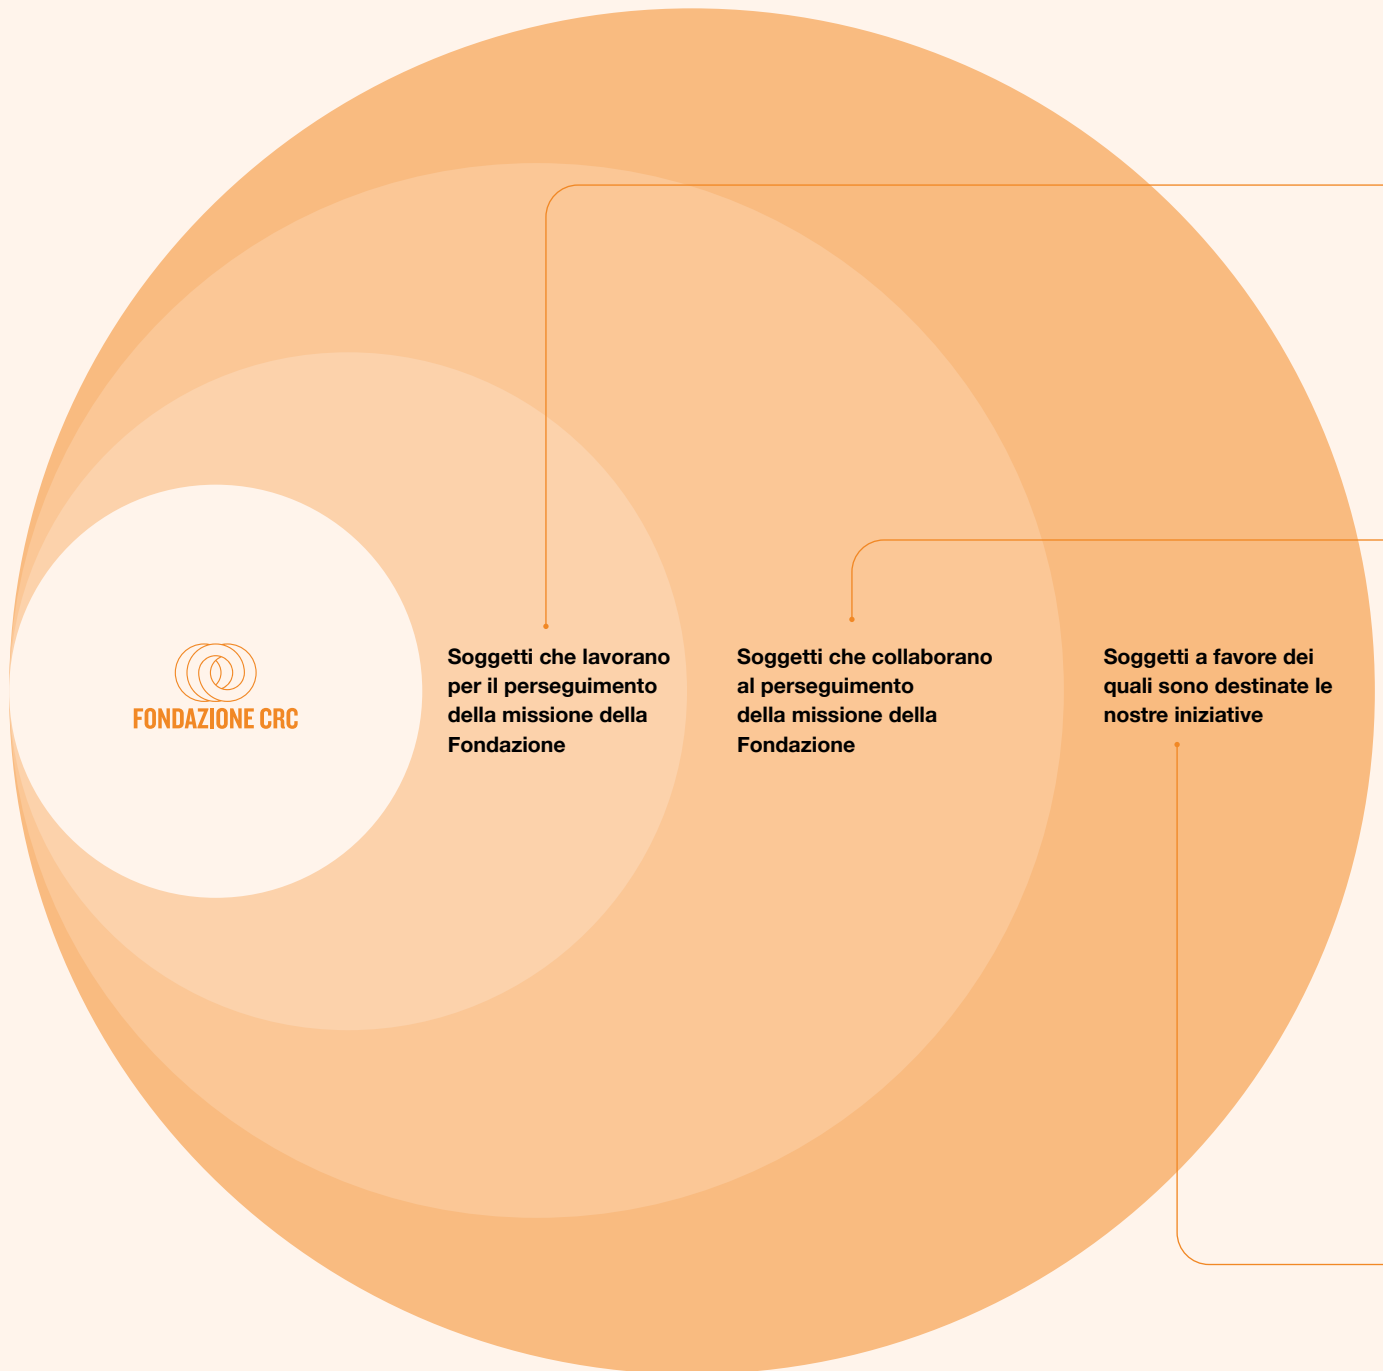 FONDAZIONE CRC
Soggetti che lavorano
per il perseguimento
della missione della
Fondazione
Soggetti che collaborano
al perseguimento
della missione della
Fondazione
Soggetti a favore dei
quali sono destinate le
nostre iniziative